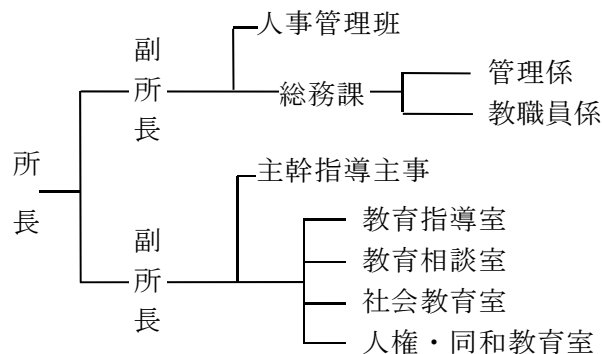 所長
副所長
人事管理班
総務課
管理係
教職員係
副所長
主幹指導主事
教育指導室
教育相談室
社会教育室
人権・同和教育室